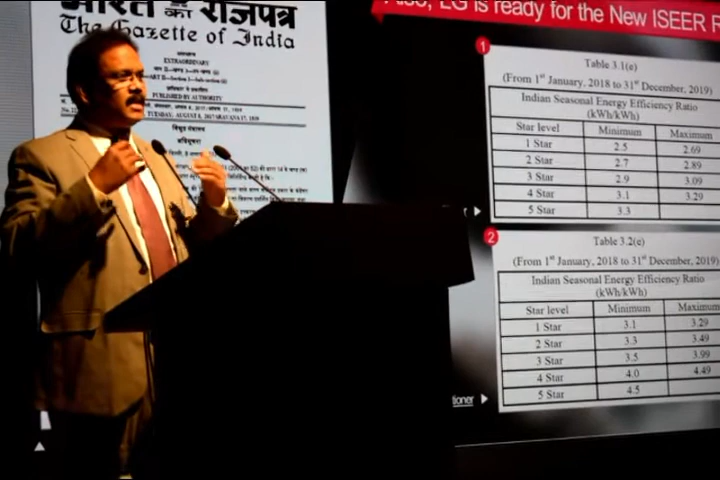 भारत का राजपत्र
The Gazette of India
EXTRAORDINARY
PUBLISHED BY AUTHORITY
Also, LG is ready for the New ISEER R
1
Table 3.1(e)
(From 1st January, 2018 to 31st December, 2019)
Indian Seasonal Energy Efficiency Ratio
(kWh/kWh)
Star level Minimum Maximum
1 Star 2.5 2.69
2 Star 2.7 2.89
3 Star 2.9 3.09
4 Star 3.1 3.29
5 Star 3.3
2
Table 3.2(e)
(From 1st January, 2018 to 31st December, 2019)
Indian Seasonal Energy Efficiency Ratio
(kWh/kWh)
Star level Minimum Maximum
1 Star 3.1 3.29
2 Star 3.3 3.49
3 Star 3.5 3.99
4 Star 4.0 4.49
5 Star 4.5
tioner